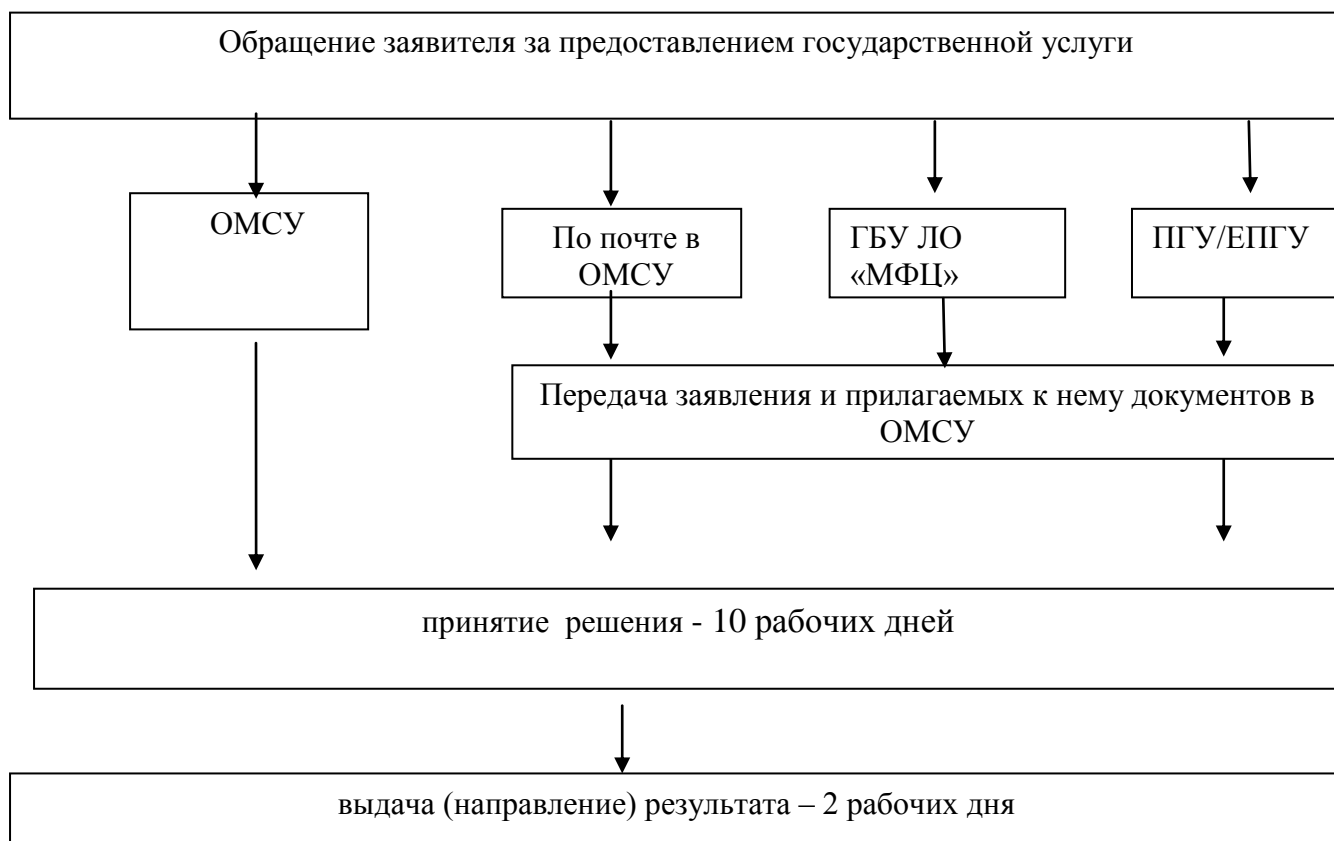 Обращение заявителя за предоставлением государственной услуги
ОМСУ
По почте в
ОМСУ
ГБУ ЛО
«МФЦ»
ПГУ/ЕПГУ
Передача заявления и прилагаемых к нему документов в
ОМСУ
принятие решения - 10 рабочих дней
выдача (направление) результата – 2 рабочих дня